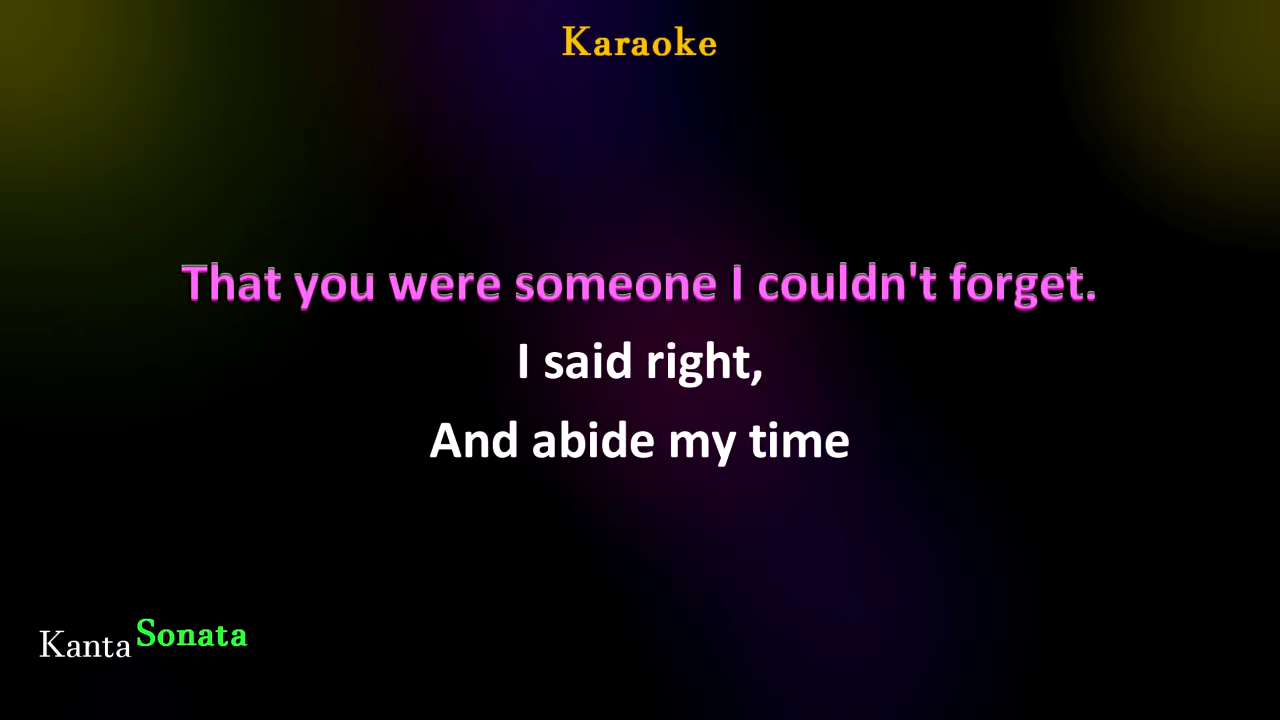 Karaoke
That you were someone I couldn't forget.
I said right,
And abide my time
Kanta Sonata